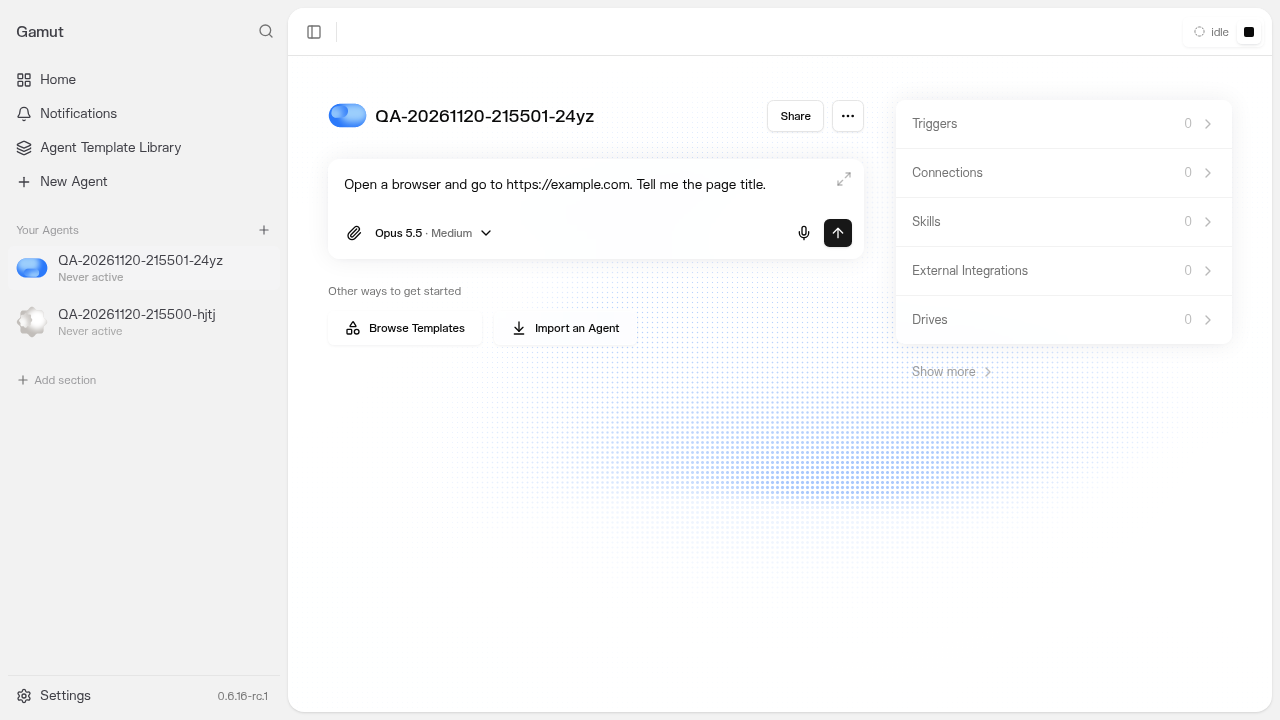 Gamut
Home
Notifications
Agent Template Library
New Agent
Your Agents
QA-20261120-215501-24yz
Never active
QA-20261120-215500-hjtj
Never active
Add section
Settings
0.6.16-rc.1
idle
QA-20261120-215501-24yz
Share
Open a browser and go to https://example.com. Tell me the page title.
Opus 5.5 · Medium
Other ways to get started
Browse Templates
Import an Agent
Triggers 0
Connections 0
Skills 0
External Integrations 0
Drives 0
Show more